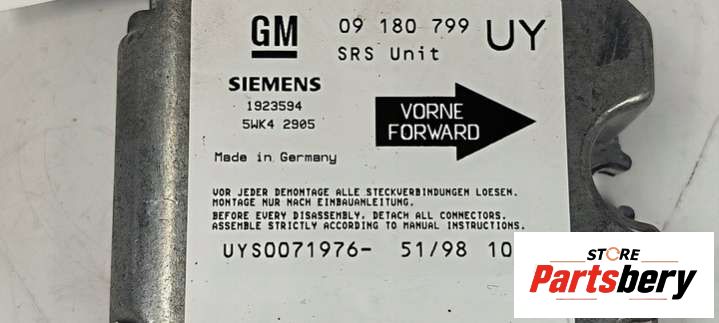 GM
09 180 799 UY
SRS Unit
SIEMENS
1923594
5WK4 2905
VORNE
FORWARD
Made in Germany
VOR JEDER DEMONTAGE ALLE STECKVERBINDUNGEN LOESEN.
MONTAGE NUR NACH EINBAUANLEITUNG.
BEFORE EVERY DISASSEMBLY, DETACH ALL CONNECTORS.
ASSEMBLE STRICTLY ACCORDING TO MANUAL INSTRUCTIONS.
UYS0071976- 51/98 10
STORE
Partsbery